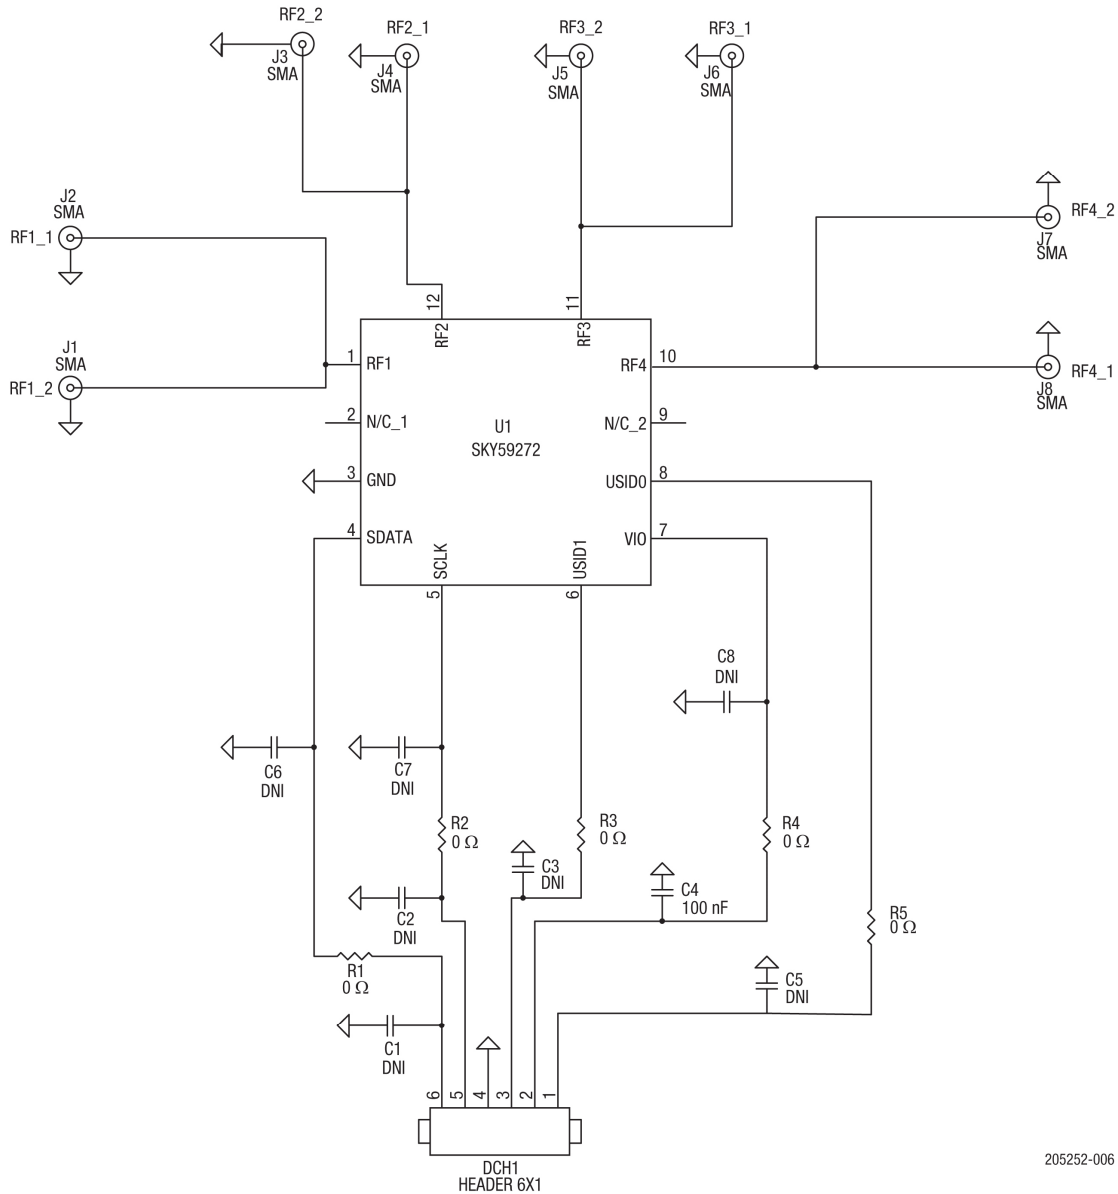 RF2_2
J3
SMA
RF2_1
J4
SMA
RF3_2
J5
SMA
RF3_1
J6
SMA
J2
SMA
RF1_1
J1
SMA
RF1_2
RF4_2
J7
SMA
RF4_1
J8
SMA
12
11
RF2
RF3
1
RF1
RF4
10
2
N/C_1
N/C_2
9
U1
SKY59272
3
GND
USID0
8
4
SDATA
VIO
7
SCLK
USID1
5
6
C8
DNI
C6
DNI
C7
DNI
R2
0 Ω
R3
0 Ω
R4
0 Ω
C3
DNI
C4
100 nF
C2
DNI
R5
0 Ω
R1
0 Ω
C5
DNI
C1
DNI
6
5
4
3
2
1
DCH1
HEADER 6X1
205252-006